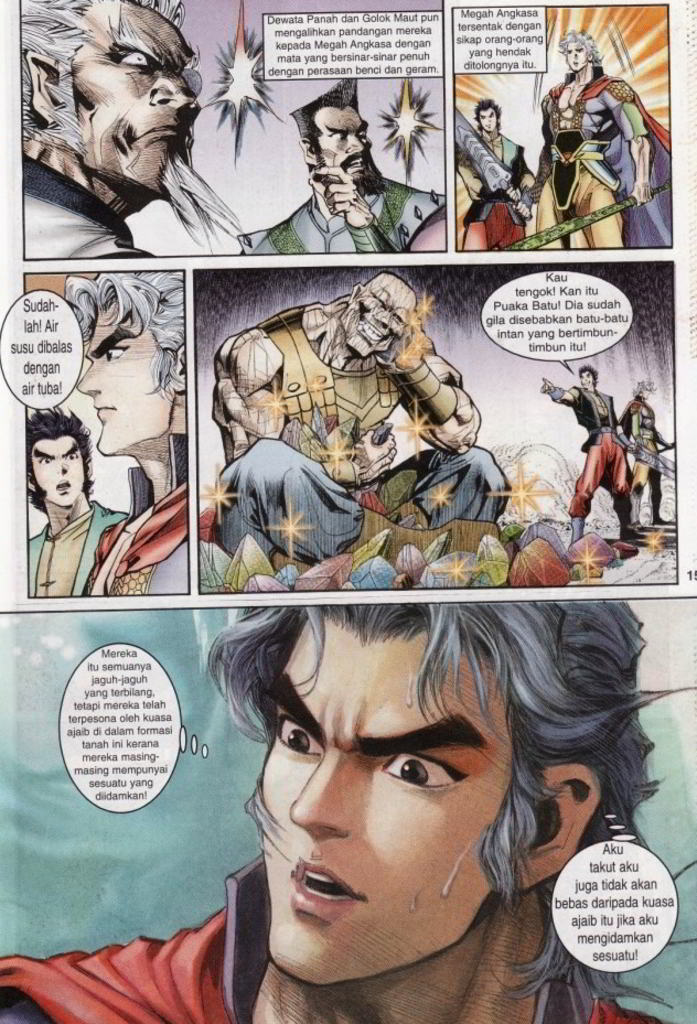 Dewata Panah dan Golok Maut pun
mengalihkan pandangan mereka
kepada Megah Angkasa dengan
mata yang bersinar-sinar penuh
dengan perasaan benci dan geram.
Megah Angkasa
tersentak dengan
sikap orang-orang
yang hendak
ditolongnya itu.
Sudah-
lah! Air
susu dibalas
dengan
air tuba!
Kau
tengok! Kan itu
Puaka Batu! Dia sudah
gila disebabkan batu-batu
intan yang bertimbun-
timbun itu!
15
Mereka
itu semuanya
jaguh-jaguh
yang terbilang,
tetapi mereka telah
terpesona oleh kuasa
ajaib di dalam formasi
tanah ini kerana
mereka masing-
masing mempunyai
sesuatu yang
diidamkan!
Aku
takut aku
juga tidak akan
bebas daripada kuasa
ajaib itu jika aku
mengidamkan
sesuatu!